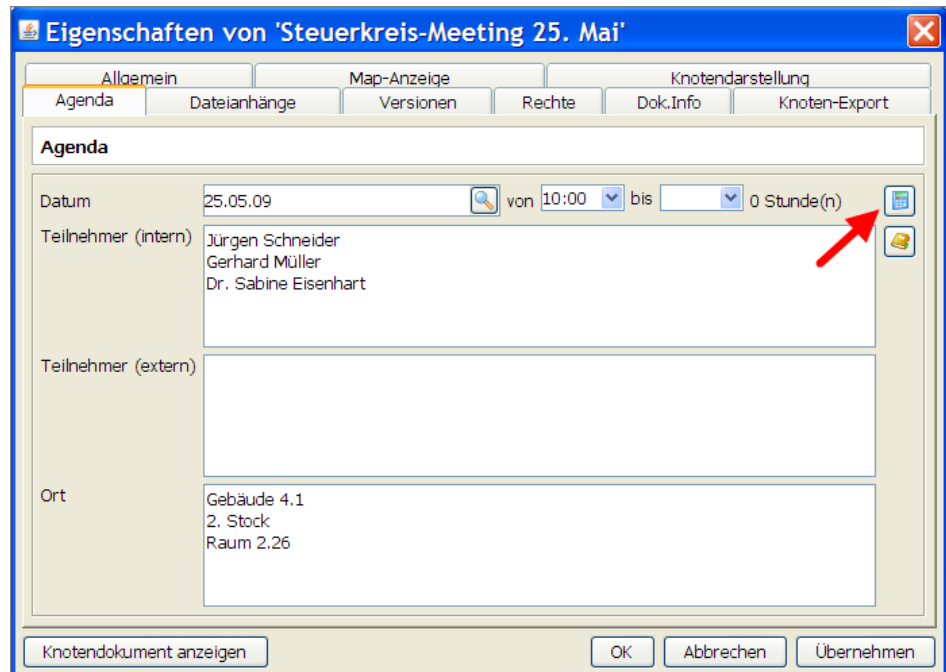 Eigenschaften von 'Steuerkreis-Meeting 25. Mai'
Allgemein Map-Anzeige Knotendarstellung
Agenda Dateianhänge Versionen Rechte Dok.Info Knoten-Export
Agenda
Datum 25.05.09 von 10:00 bis 0 Stunde(n)
Teilnehmer (intern) Jürgen Schneider
Gerhard Müller
Dr. Sabine Eisenhart
Teilnehmer (extern)
Ort Gebäude 4.1
2. Stock
Raum 2.26
Knotendokument anzeigen OK Abbrechen Übernehmen